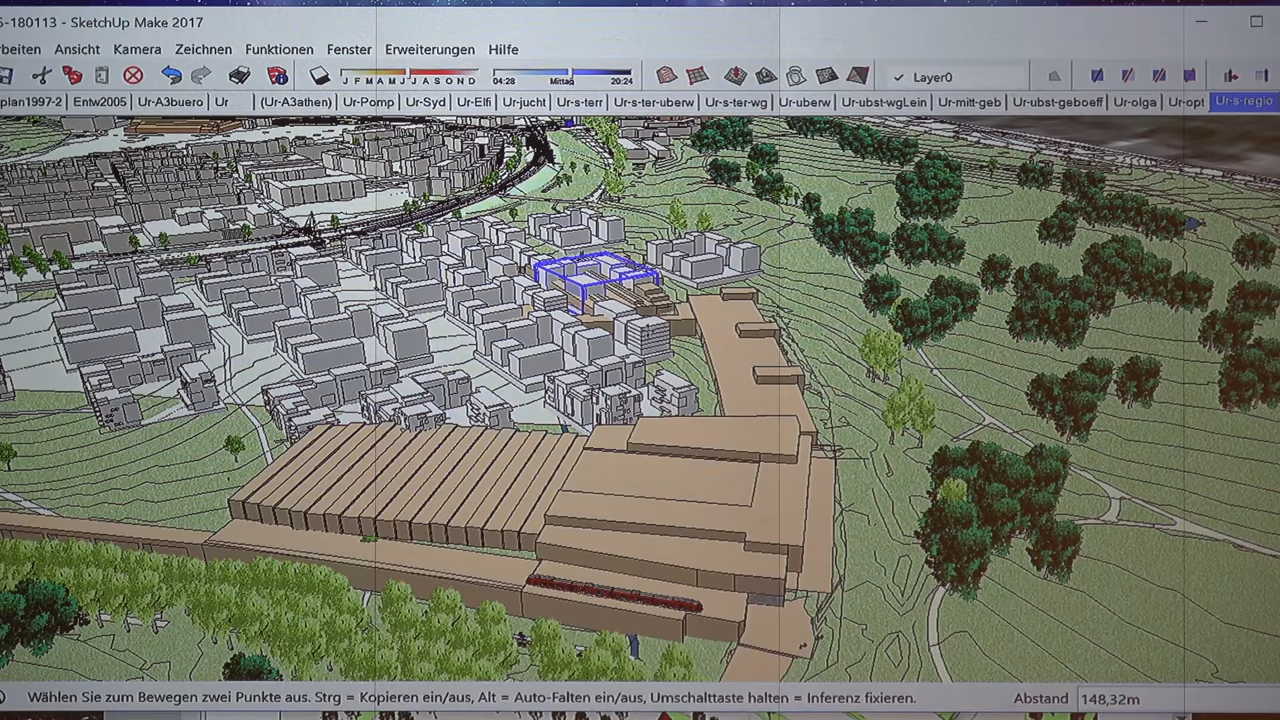 5-180113 - SketchUp Make 2017
beiten Ansicht Kamera Zeichnen Funktionen Fenster Erweiterungen Hilfe
J F M A M J J A S O N D 04:28 Mittag 20:24 Layer0
plan1997-2 Entw2005 Ur-A3buero Ur (Ur-A3athen) Ur-Pomp Ur-Syd Ur-Elfi Ur-jucht Ur-s-terr Ur-s-ter-uberw Ur-s-ter-wg Ur-uberw Ur-ubst-wgLein Ur-mitt-geb Ur-ubst-geboeff Ur-olga Ur-opt Ur-s-regio
Wählen Sie zum Bewegen zwei Punkte aus. Strg = Kopieren ein/aus, Alt = Auto-Falten ein/aus, Umschalttaste halten = Inferenz fixieren. Abstand 148,32m